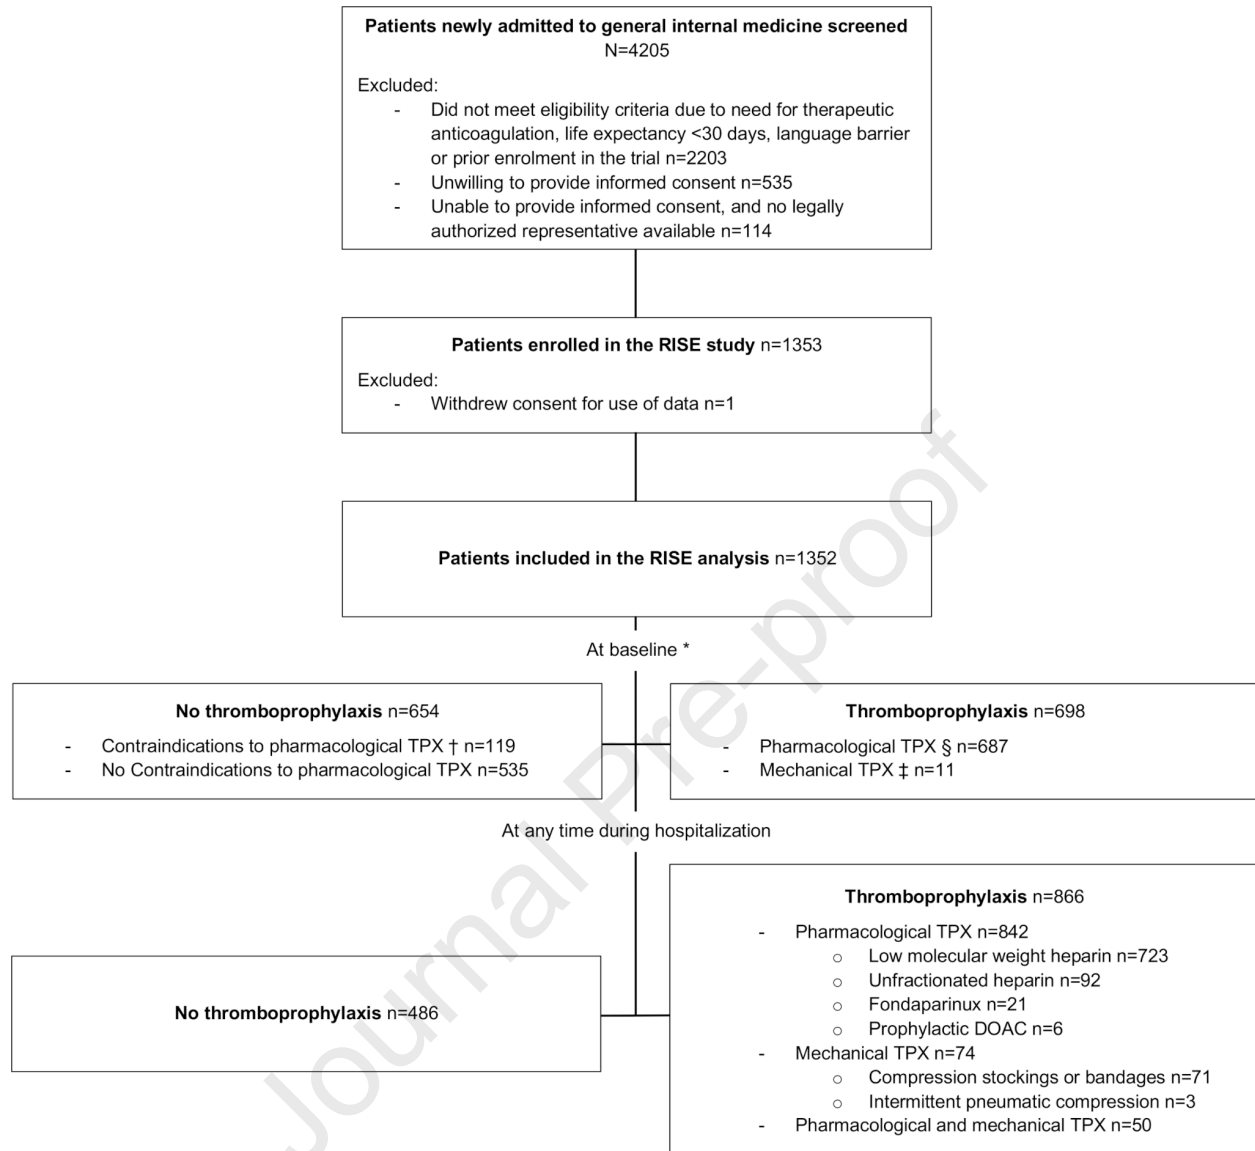 Patients newly admitted to general internal medicine screened
N=4205
Excluded:
- Did not meet eligibility criteria due to need for therapeutic
anticoagulation, life expectancy <30 days, language barrier
or prior enrolment in the trial n=2203
- Unwilling to provide informed consent n=535
- Unable to provide informed consent, and no legally
authorized representative available n=114
Patients enrolled in the RISE study n=1353
Excluded:
- Withdrew consent for use of data n=1
Patients included in the RISE analysis n=1352
At baseline *
No thromboprophylaxis n=654
- Contraindications to pharmacological TPX † n=119
- No Contraindications to pharmacological TPX n=535
Thromboprophylaxis n=698
- Pharmacological TPX § n=687
- Mechanical TPX ‡ n=11
At any time during hospitalization
No thromboprophylaxis n=486
Thromboprophylaxis n=866
- Pharmacological TPX n=842
o Low molecular weight heparin n=723
o Unfractionated heparin n=92
o Fondaparinux n=21
o Prophylactic DOAC n=6
- Mechanical TPX n=74
o Compression stockings or bandages n=71
o Intermittent pneumatic compression n=3
- Pharmacological and mechanical TPX n=50
Journal Pre-proof